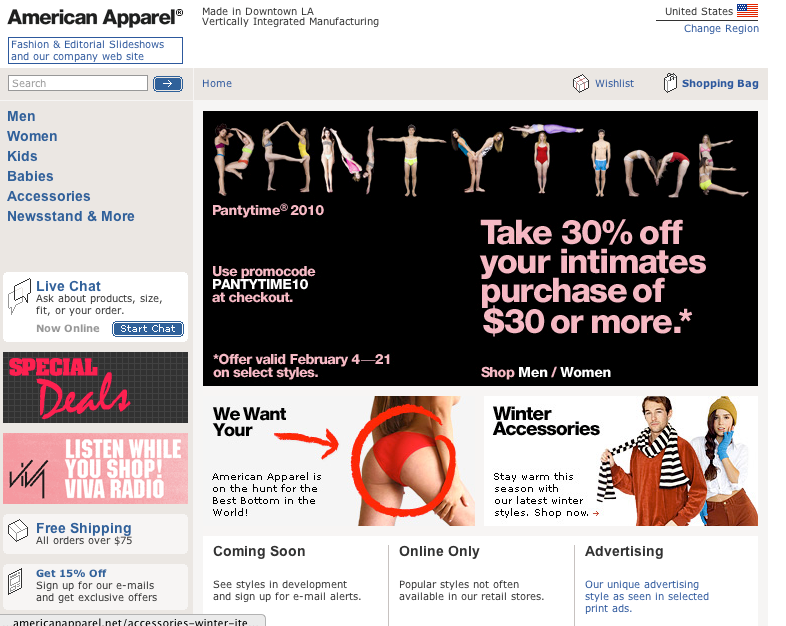 American Apparel®
Made in Downtown LA
Vertically Integrated Manufacturing
United States
Change Region
Fashion & Editorial Slideshows
and our company web site
Search
Home
Wishlist
Shopping Bag
Men
Women
Kids
Babies
Accessories
Newsstand & More
Live Chat
Ask about products, size,
fit, or your order.
Now Online
Start Chat
SPECIAL
Deals
VIVA
LISTEN WHILE
YOU SHOP!
VIVA RADIO
Free Shipping
All orders over $75
Get 15% Off
Sign up for our e-mails
and get exclusive offers
PANTYTIME
Pantytime® 2010
Use promocode
PANTYTIME10
at checkout.
*Offer valid February 4—21
on select styles.
Take 30% off
your intimates
purchase of
$30 or more.*
Shop Men / Women
We Want
Your
American Apparel is
on the hunt for the
Best Bottom in the
World!
Winter
Accessories
Stay warm this
season with
our latest winter
styles. Shop now. →
Coming Soon
See styles in development
and sign up for e-mail alerts.
Online Only
Popular styles not often
available in our retail stores.
Advertising
Our unique advertising
style as seen in selected
print ads.
americanapparel.net/accessories-winter-ite